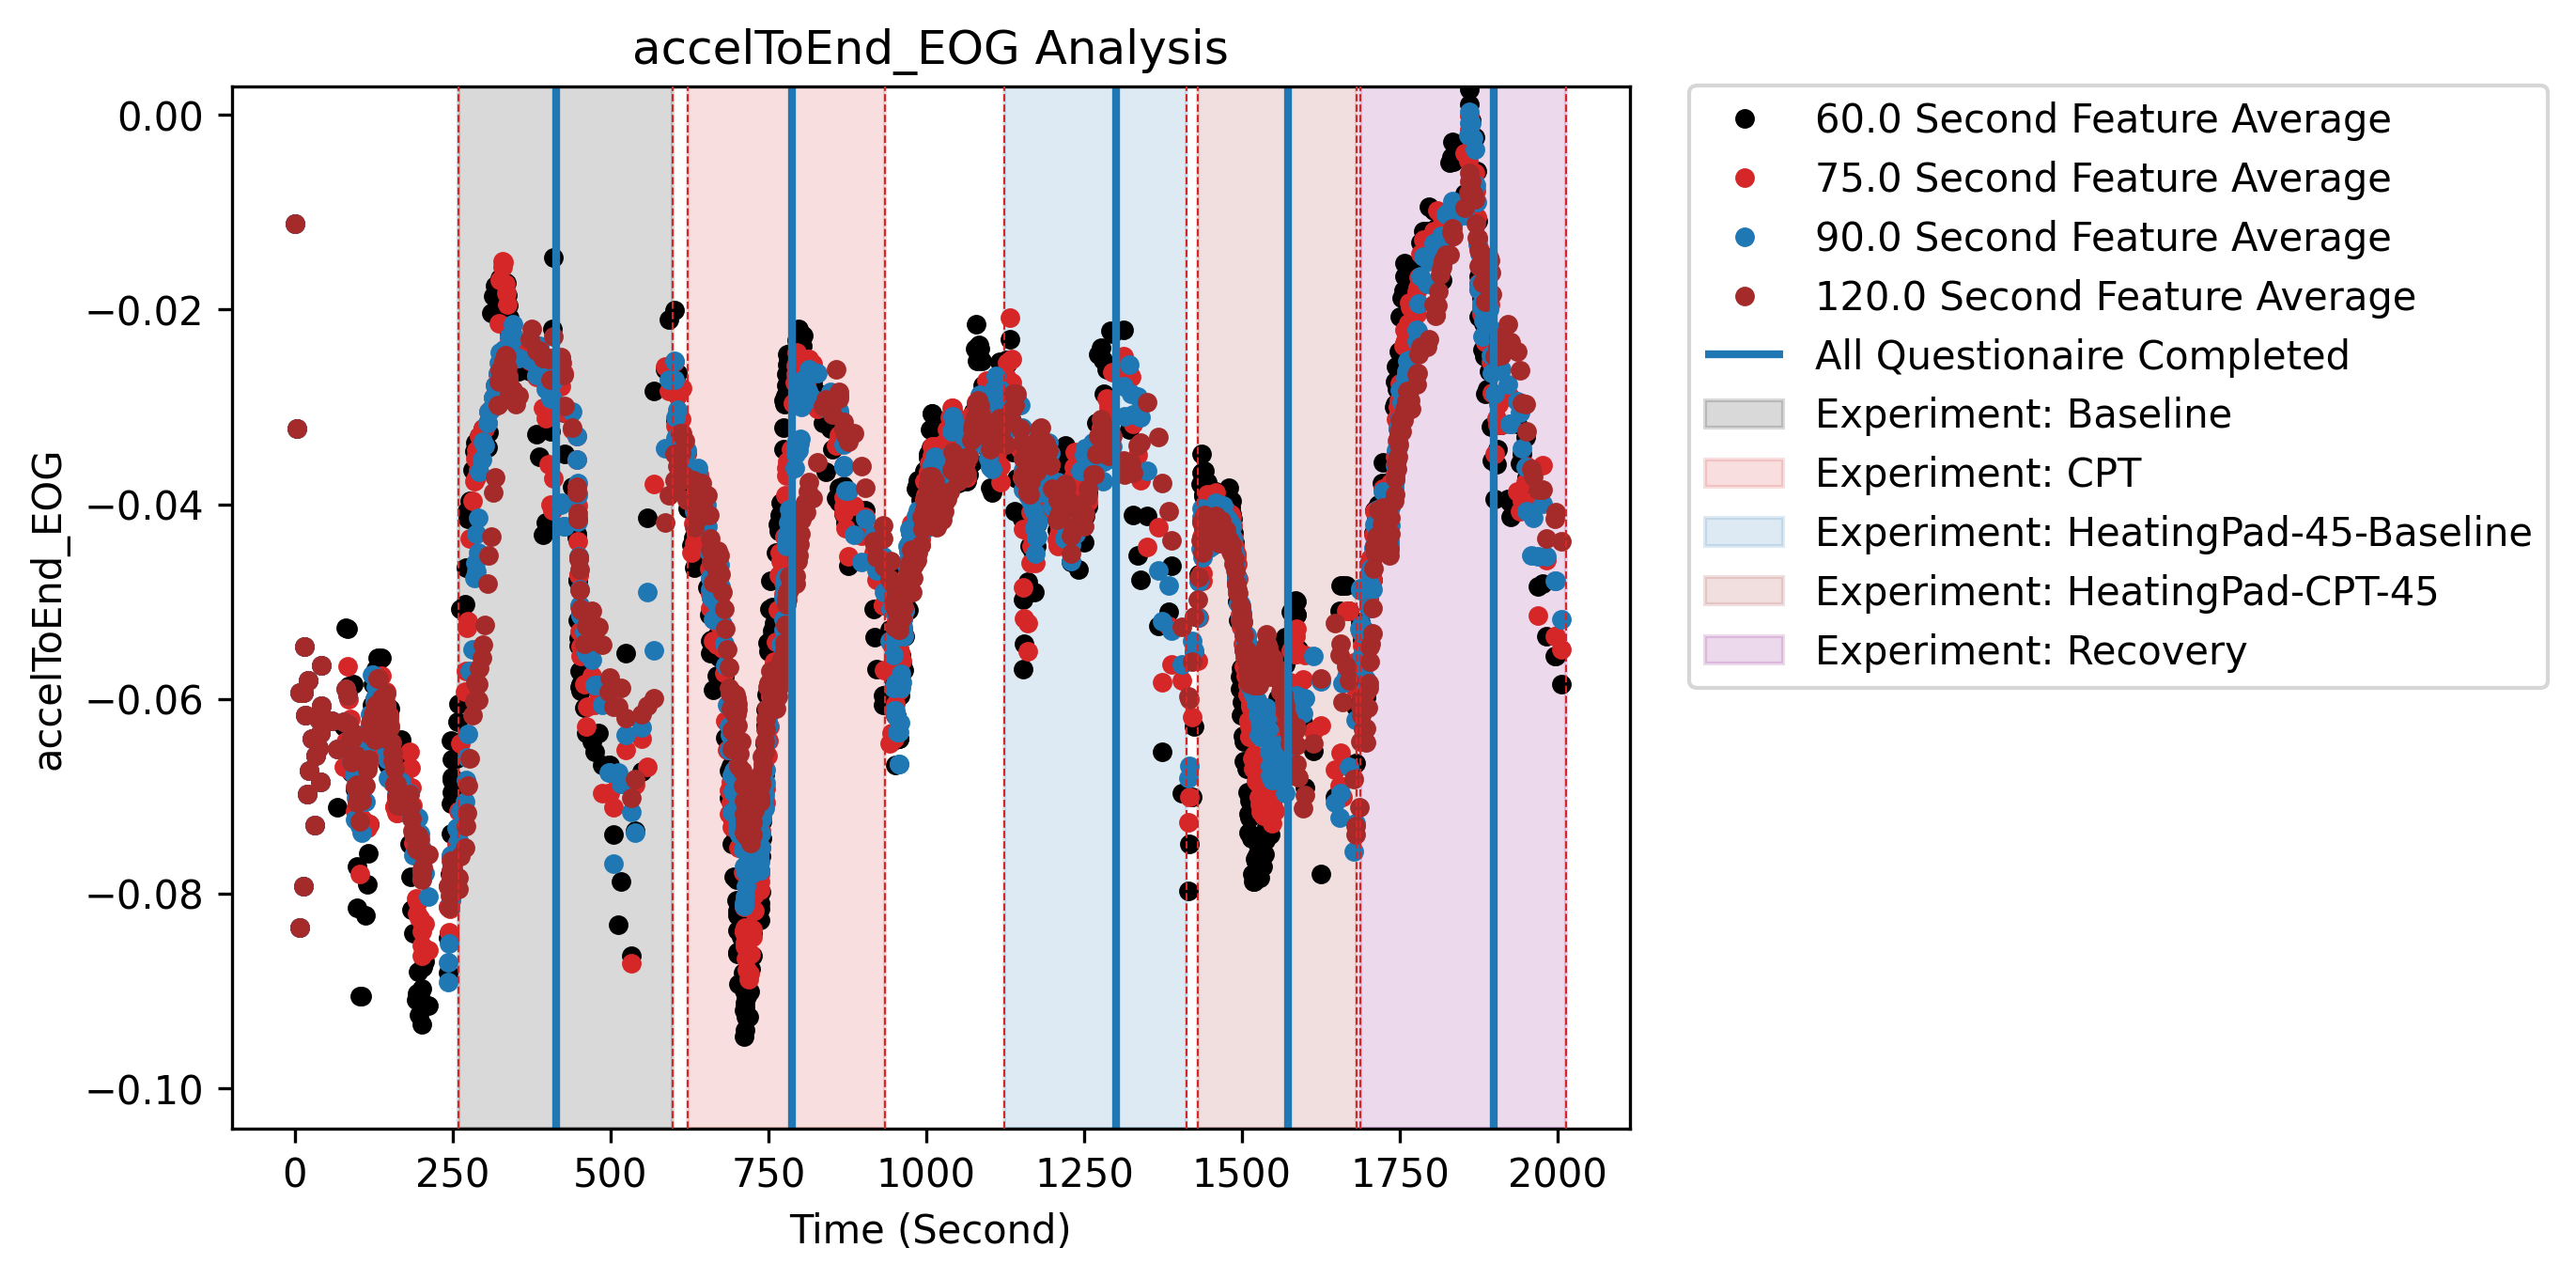 accelToEnd_EOG Analysis
accelToEnd_EOG
0.00
−0.02
−0.04
−0.06
−0.08
−0.10
0 250 500 750 1000 1250 1500 1750 2000
Time (Second)
60.0 Second Feature Average
75.0 Second Feature Average
90.0 Second Feature Average
120.0 Second Feature Average
All Questionaire Completed
Experiment: Baseline
Experiment: CPT
Experiment: HeatingPad-45-Baseline
Experiment: HeatingPad-CPT-45
Experiment: Recovery